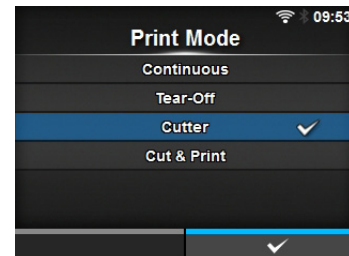 09:53
Print Mode
Continuous
Tear-Off
Cutter
Cut & Print